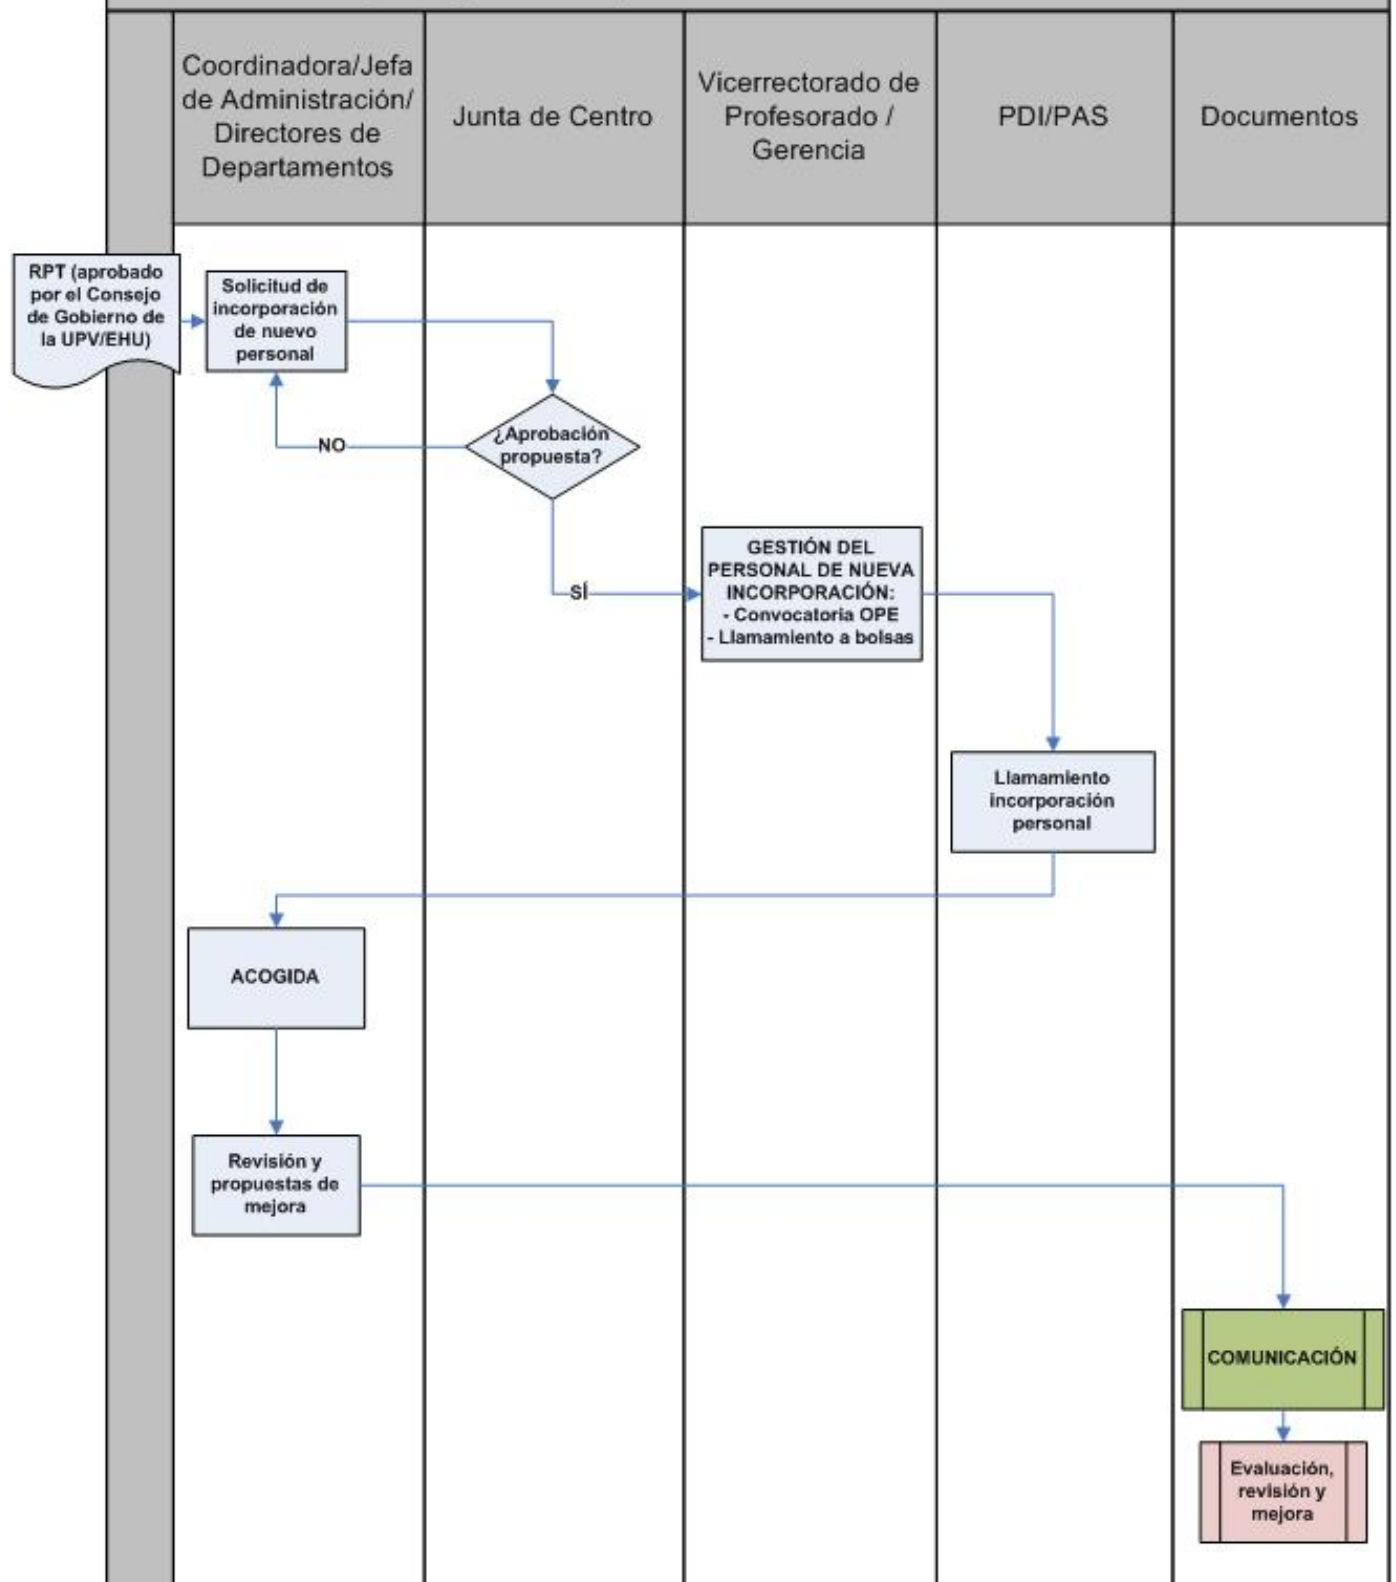 Coordinadora/Jefa
de Administración/
Directores de
Departamentos
Junta de Centro
Vicerrectorado de
Profesorado /
Gerencia
PDI/PAS
Documentos
RPT (aprobado
por el Consejo
de Gobierno de
la UPV/EHU)
Solicitud de
incorporación
de nuevo
personal
¿Aprobación
propuesta?
NO
SÍ
GESTIÓN DEL
PERSONAL DE NUEVA
INCORPORACIÓN:
- Convocatoria OPE
- Llamamiento a bolsas
Llamamiento
incorporación
personal
ACOGIDA
Revisión y
propuestas de
mejora
COMUNICACIÓN
Evaluación,
revisión y
mejora